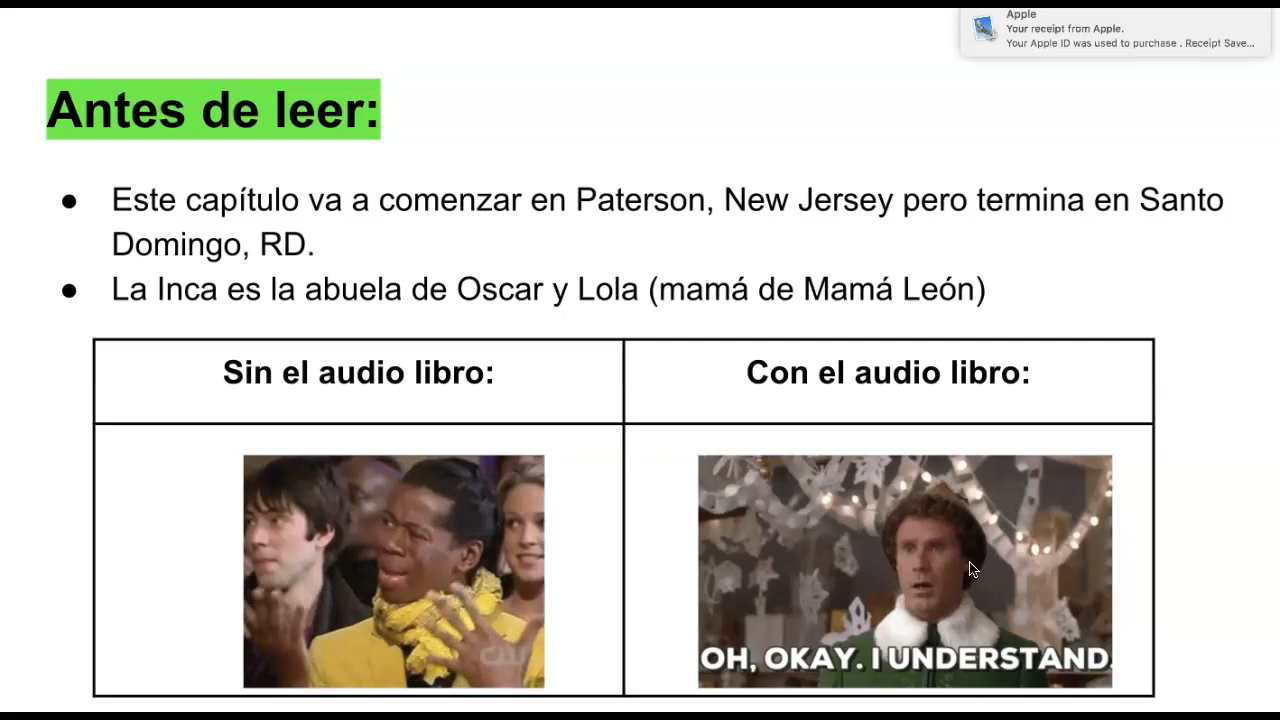 Apple
Your receipt from Apple.
Your Apple ID was used to purchase . Receipt Save...
Antes de leer:
● Este capítulo va a comenzar en Paterson, New Jersey pero termina en Santo
Domingo, RD.
● La Inca es la abuela de Oscar y Lola (mamá de Mamá León)
Sin el audio libro:
Con el audio libro:
CW
OH, OKAY. I UNDERSTAND.